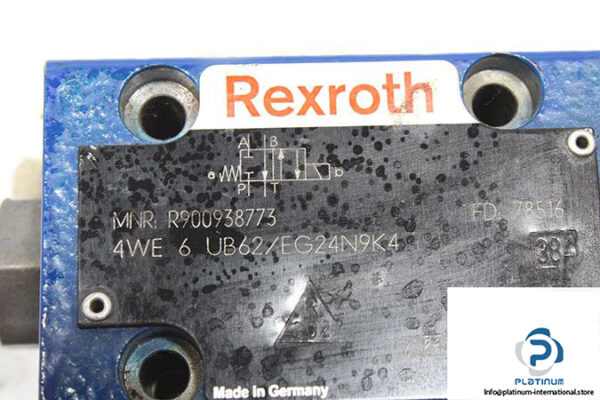 Rexroth
A B
a b
P T
MNR: R900938773 FD: 78516
4WE 6 UB62/EG24N9K4
382
Made in Germany
PLATINUM
Info@platinum-international.store